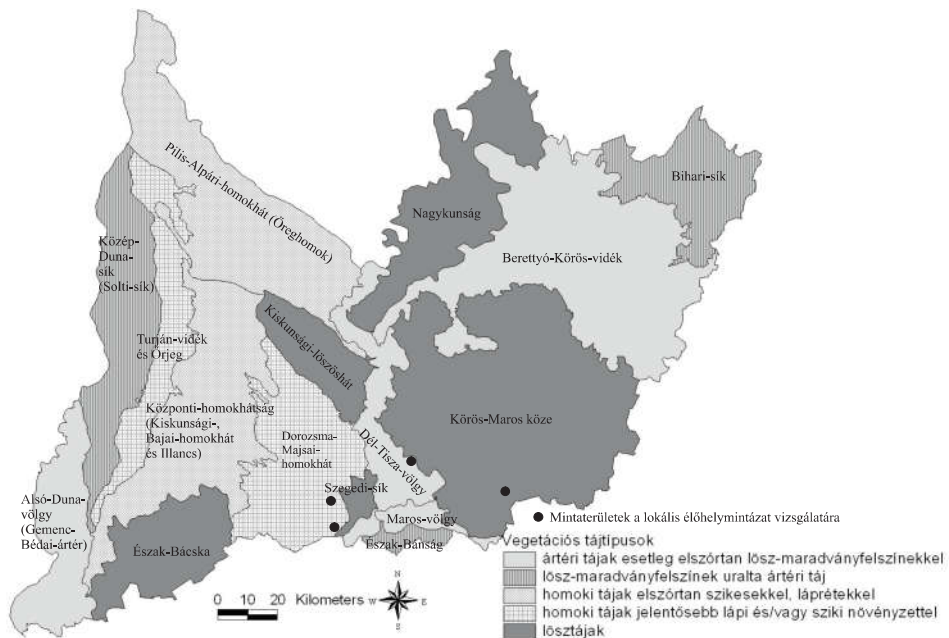 Pilis-Alpári-homokhát (Öreghomok)
Bihari-sík
Nagykunság
Közép-
Duna-
sík
(Solti-sík)
Berettyó-Körös-vidék
Turján-vidék
és Őrjeg
Kiskunsági-löszöshát
Központi-homokhátság
(Kiskunsági-,
Bajai-homokhát
és Illancs)
Dorozsma-
Majsai-
homokhát
Körös-Maros köze
Dél-Tisza-völgy
Szegedi-sík
Alsó-Duna-
völgy
(Gemenc-
Bédai-ártér)
Maros-völgy
Észak-Bácska
Észak-Bánság
Mintaterületek a lokális élőhelymintázat vizsgálatára
Vegetációs tájtípusok
ártéri tájak esetleg elszórtan lösz-maradványfelszínekkel
lösz-maradványfelszínek uralta ártéri táj
homoki tájak elszórtan szikesekkel, láprétekkel
homoki tájak jelentősebb lápi és/vagy sziki növényzettel
lösztájak
0 10 20 Kilometers
N
W E
S